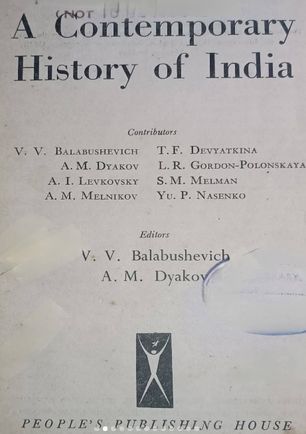 (NOT
A Contemporary
History of India
Contributors
V. V. BALABUSHEVICH T. F. DEVYATKINA
A. M. DYAKOV L. R. GORDON-POLONSKAYA
A. I. LEVKOVSKY S. M. MELMAN
A. M. MELNIKOV YU. P. NASENKO
Editors
V. V. Balabushevich
A. M. Dyakov
PEOPLE'S PUBLISHING HOUSE